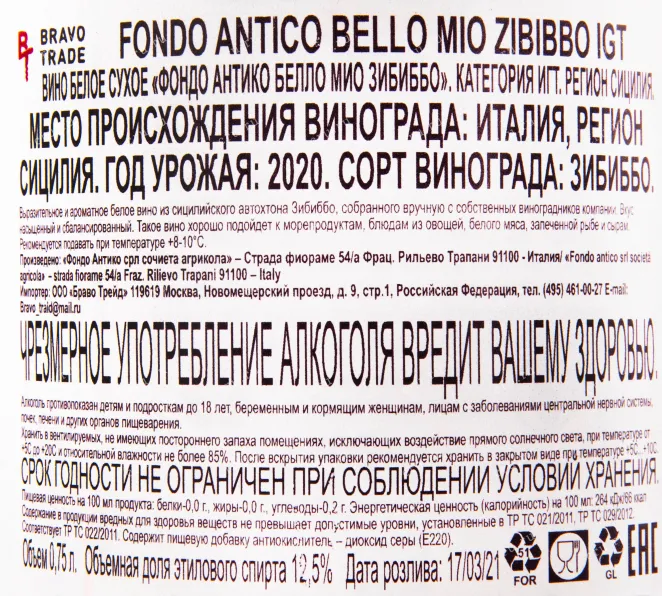 BRAVO
TRADE
FONDO ANTICO BELLO MIO ZIBIBBO IGT
ВИНО БЕЛОЕ СУХОЕ «ФОНДО АНТИКО БЕЛЛО МИО ЗИБИББО». КАТЕГОРИЯ ИГТ. РЕГИОН СИЦИЛИЯ.
МЕСТО ПРОИСХОЖДЕНИЯ ВИНОГРАДА: ИТАЛИЯ, РЕГИОН
СИЦИЛИЯ. ГОД УРОЖАЯ: 2020. СОРТ ВИНОГРАДА: ЗИБИББО.
Выразительное и ароматное белое вино из сицилийского автохтона Зибиббо, собранного вручную с собственных виноградников компании. Вкус
насыщенный и сбалансированный. Такое вино хорошо подойдет к морепродуктам, блюдам из овощей, белого мяса, запеченной рыбе и сырам.
Рекомендуется подавать при температуре +8-10°С.
Произведено: «Фондо Антико срл сочиета агрикола» – Страда фиораме 54/а Фрац. Рильево Трапани 91100 - Италия/ «Fondo antico srl società
agricola» - strada fiorame 54/a Fraz. Rilievo Trapani 91100 – Italy
Импортер: ООО «Браво Трейд» 119619 Москва, Новомещерский проезд, д. 9, стр.1, Российская Федерация, тел. (495) 461-00-27 E-mail:
Bravo_traid@mail.ru
ЧРЕЗМЕРНОЕ УПОТРЕБЛЕНИЕ АЛКОГОЛЯ ВРЕДИТ ВАШЕМУ ЗДОРОВЬЮ.
Алкоголь противопоказан детям и подросткам до 18 лет, беременным и кормящим женщинам, лицам с заболеваниями центральной нервной системы,
почек, печени и других органов пищеварения.
Хранить в вентилируемых, не имеющих постороннего запаха помещениях, исключающих воздействие прямого солнечного света, при температуре от
+5С до +20С и относительной влажности не более 85%. После вскрытия упаковки рекомендуется хранить в закрытом виде при температуре +5С..+10С.
СРОК ГОДНОСТИ НЕ ОГРАНИЧЕН ПРИ СОБЛЮДЕНИИ УСЛОВИЙ ХРАНЕНИЯ.
Пищевая ценность на 100 мл продукта: белки-0,0 г., жиры-0,0 г., углеводы-0,2 г. Энергетическая ценность (калорийность) на 100 мл: 264 кДж/66 ккал
Содержание в продукции вредных для здоровья веществ не превышает допустимые уровни, установленные в ТР ТС 021/2011, ТР ТС 029/2012.
Соответствует ТР ТС 022/2011. Содержит пищевую добавку антиокислитель – диоксид серы (Е220).
Объем 0,75 л. Объемная доля этилового спирта 12,5% Дата розлива: 17/03/21
51
FOR
GL
EAC